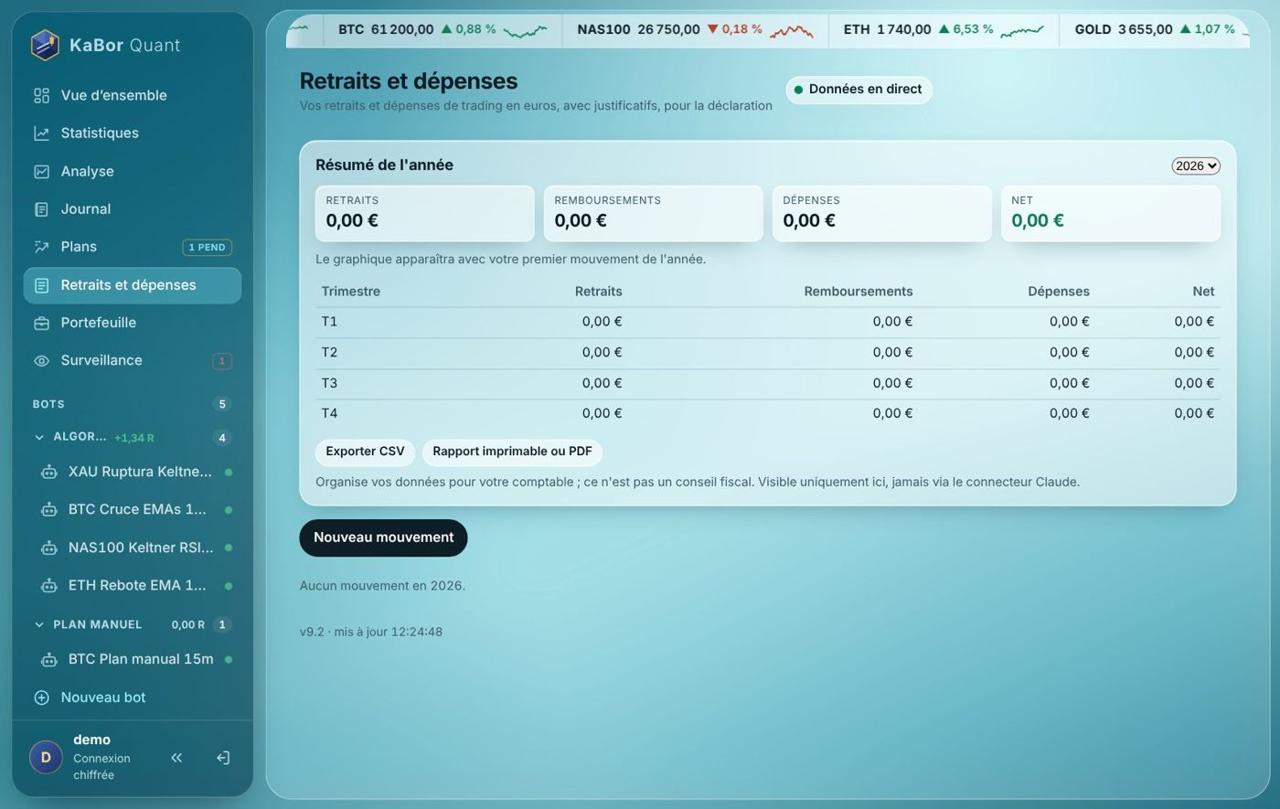 KaBor Quant
Vue d'ensemble
Statistiques
Analyse
Journal
Plans 1 PEND
Retraits et dépenses
Portefeuille
Surveillance 1
BOTS 5
ALGOR... +1,34 R 4
XAU Ruptura Keltne...
BTC Cruce EMAs 1...
NAS100 Keltner RSI...
ETH Rebote EMA 1...
PLAN MANUEL 0,00 R 1
BTC Plan manual 15m
Nouveau bot
D
demo
Connexion
chiffrée
BTC 61 200,00 ▲ 0,88 % NAS100 26 750,00 ▼ 0,18 % ETH 1 740,00 ▲ 6,53 % GOLD 3 655,00 ▲ 1,07 %
Retraits et dépenses
Vos retraits et dépenses de trading en euros, avec justificatifs, pour la déclaration
Données en direct
Résumé de l'année 2026
RETRAITS REMBOURSEMENTS DÉPENSES NET
0,00 € 0,00 € 0,00 € 0,00 €
Le graphique apparaîtra avec votre premier mouvement de l'année.
Trimestre Retraits Remboursements Dépenses Net
T1 0,00 € 0,00 € 0,00 € 0,00 €
T2 0,00 € 0,00 € 0,00 € 0,00 €
T3 0,00 € 0,00 € 0,00 € 0,00 €
T4 0,00 € 0,00 € 0,00 € 0,00 €
Exporter CSV Rapport imprimable ou PDF
Organise vos données pour votre comptable ; ce n'est pas un conseil fiscal. Visible uniquement ici, jamais via le connecteur Claude.
Nouveau mouvement
Aucun mouvement en 2026.
v9.2 · mis à jour 12:24:48